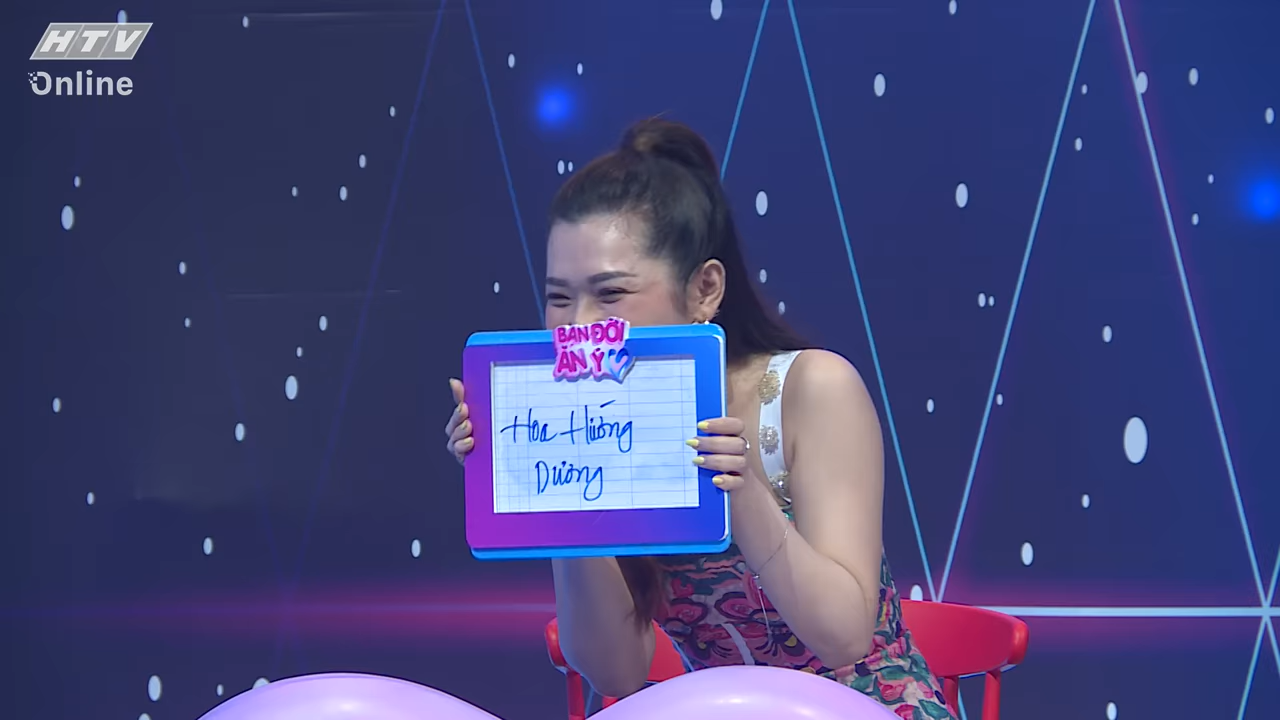 HTV
Online
BẠN ĐỜI
ĂN Ý
Hoa Hướng
Dương